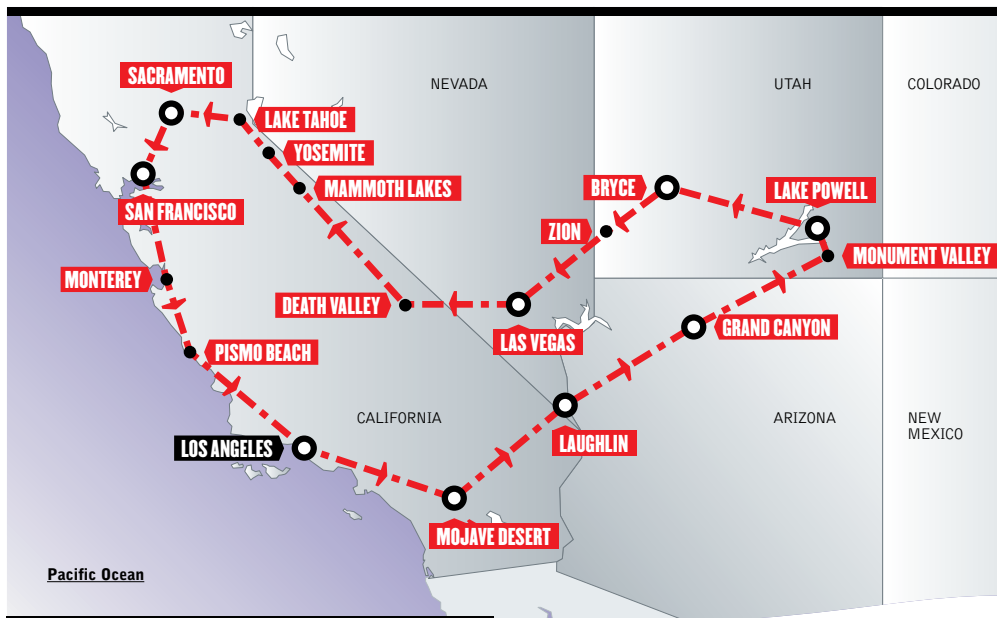 SACRAMENTO
NEVADA
UTAH
COLORADO
LAKE TAHOE
YOSEMITE
MAMMOTH LAKES
BRYCE
LAKE POWELL
SAN FRANCISCO
ZION
MONUMENT VALLEY
MONTEREY
DEATH VALLEY
LAS VEGAS
GRAND CANYON
PISMO BEACH
CALIFORNIA
ARIZONA
NEW
MEXICO
LOS ANGELES
LAUGHLIN
MOJAVE DESERT
Pacific Ocean